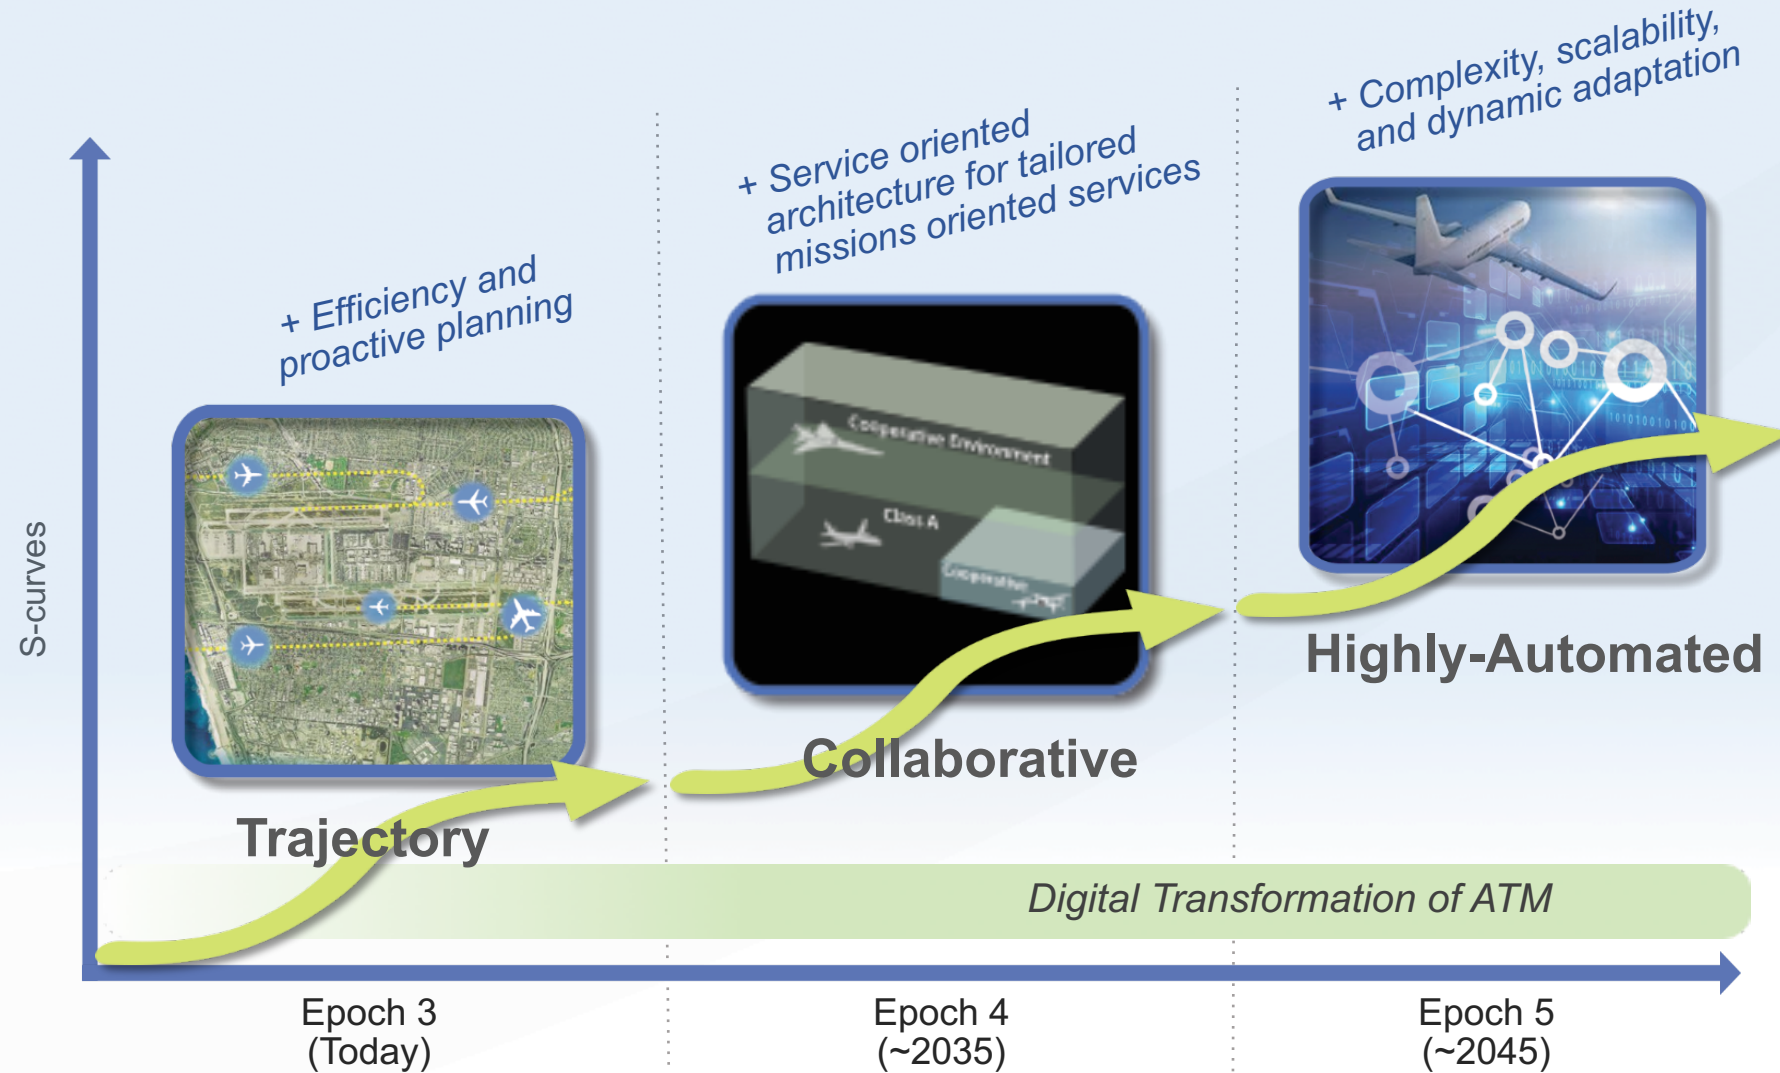 + Complexity, scalability,
and dynamic adaptation
+ Service oriented
architecture for tailored
missions oriented services
+ Efficiency and
proactive planning
S-curves
Cooperative Environment
Class A
Cooperative
Highly-Automated
Collaborative
Trajectory
Digital Transformation of ATM
Epoch 3
(Today)
Epoch 4
(~2035)
Epoch 5
(~2045)